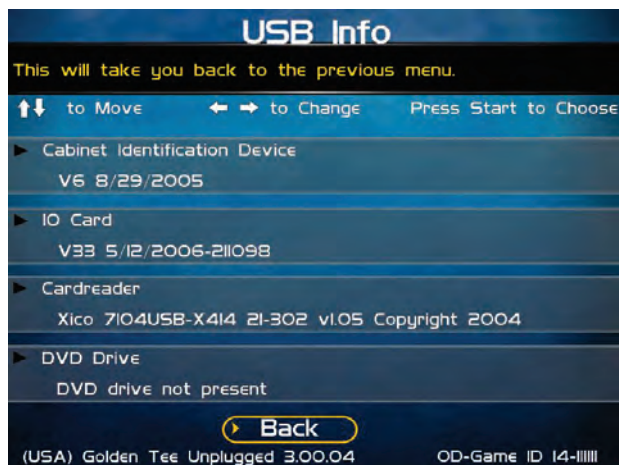 USB Info
This will take you back to the previous menu.
to Move to Change Press Start to Choose
Cabinet Identification Device
V6 8/29/2005
IO Card
V33 5/12/2006-211098
Cardreader
Xico 7104USB-X414 21-302 v1.05 Copyright 2004
DVD Drive
DVD drive not present
Back
(USA) Golden Tee Unplugged 3.00.04 OD-Game ID 14-111111